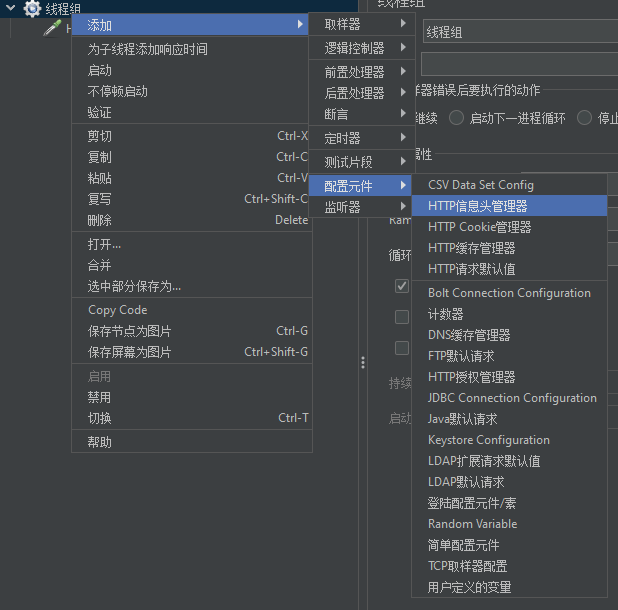 线程组
添加
为子线程添加响应时间
启动
不停顿启动
验证
剪切 Ctrl-X
复制 Ctrl-C
粘贴 Ctrl-V
复写 Ctrl+Shift-C
删除 Delete
打开...
合并
选中部分保存为...
Copy Code
保存节点为图片 Ctrl-G
保存屏幕为图片 Ctrl+Shift-G
启用
禁用
切换 Ctrl-T
帮助
取样器
逻辑控制器
前置处理器
后置处理器
断言
定时器
测试片段
配置元件
监听器
CSV Data Set Config
HTTP信息头管理器
HTTP Cookie管理器
HTTP缓存管理器
HTTP请求默认值
Bolt Connection Configuration
计数器
DNS缓存管理器
FTP默认请求
HTTP授权管理器
JDBC Connection Configuration
Java默认请求
Keystore Configuration
LDAP扩展请求默认值
LDAP默认请求
登陆配置元件/素
Random Variable
简单配置元件
TCP取样器配置
用户定义的变量
线程组
线程组
样器错误后要执行的动作
继续 启动下一进程循环 停止
属性
Ram
循环
持续
启动